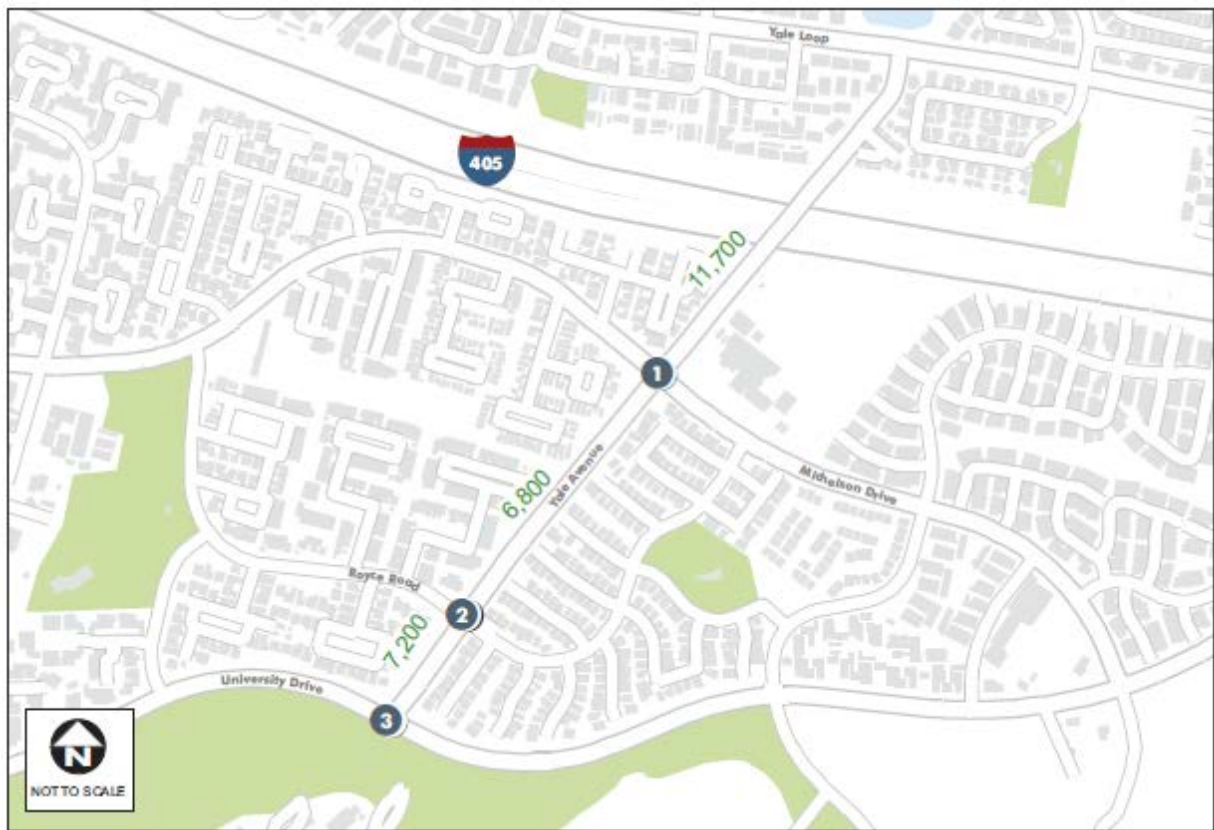 Yale Loop
405
11,700
1
Michelson Drive
Yale Avenue
6,800
Royce Road
2
7,200
University Drive
3
N
NOT TO SCALE